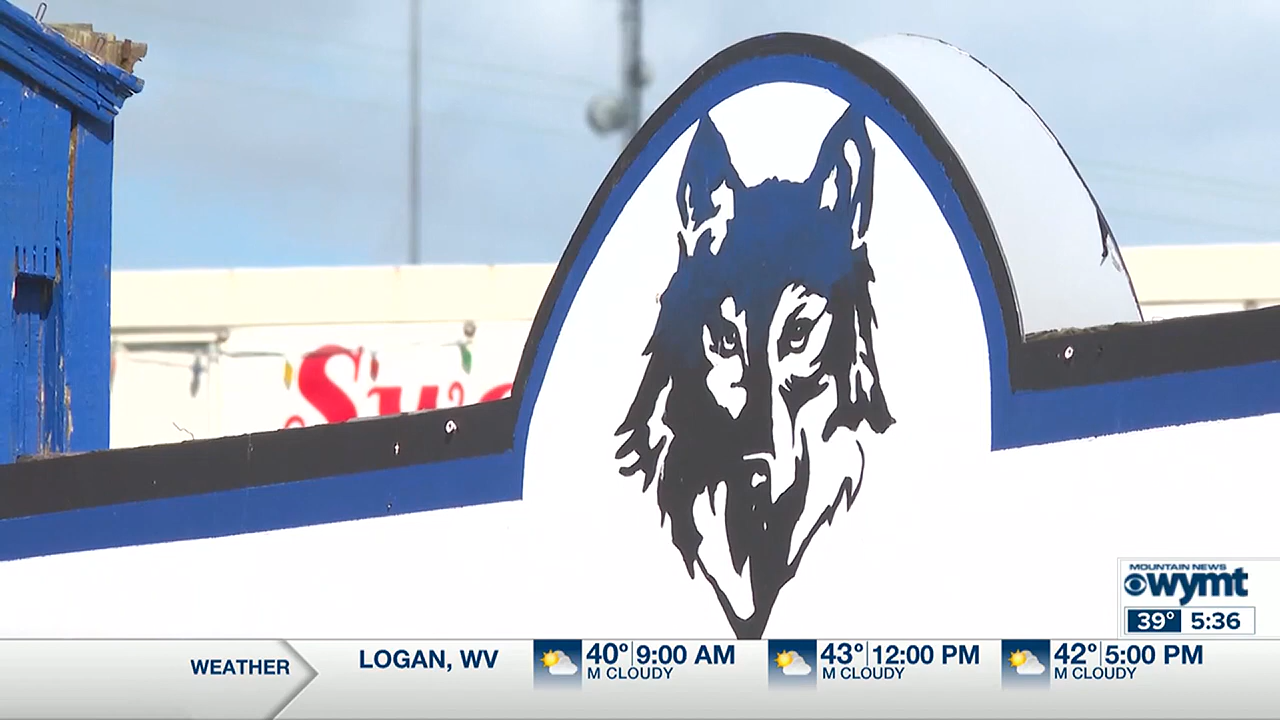 MOUNTAIN NEWS
wymt
39° 5:36
WEATHER
LOGAN, WV
40° 9:00 AM
M CLOUDY
43° 12:00 PM
M CLOUDY
42° 5:00 PM
M CLOUDY